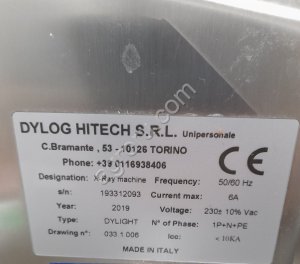 DYLOG HITECH S.R.L. Unipersonale
C.Bramante , 53 - 10126 TORINO
Phone: +39 0116938406
CE
Designation: X-Ray machine Frequency: 50/60 Hz
s/n: 193312093 Current max: 6A
Year: 2019 Voltage: 230± 10% Vac
Type: DYLIGHT N° of Phase: 1P+N+PE
Drawing n° 033.1.006 Icc: < 10KA
MADE IN ITALY